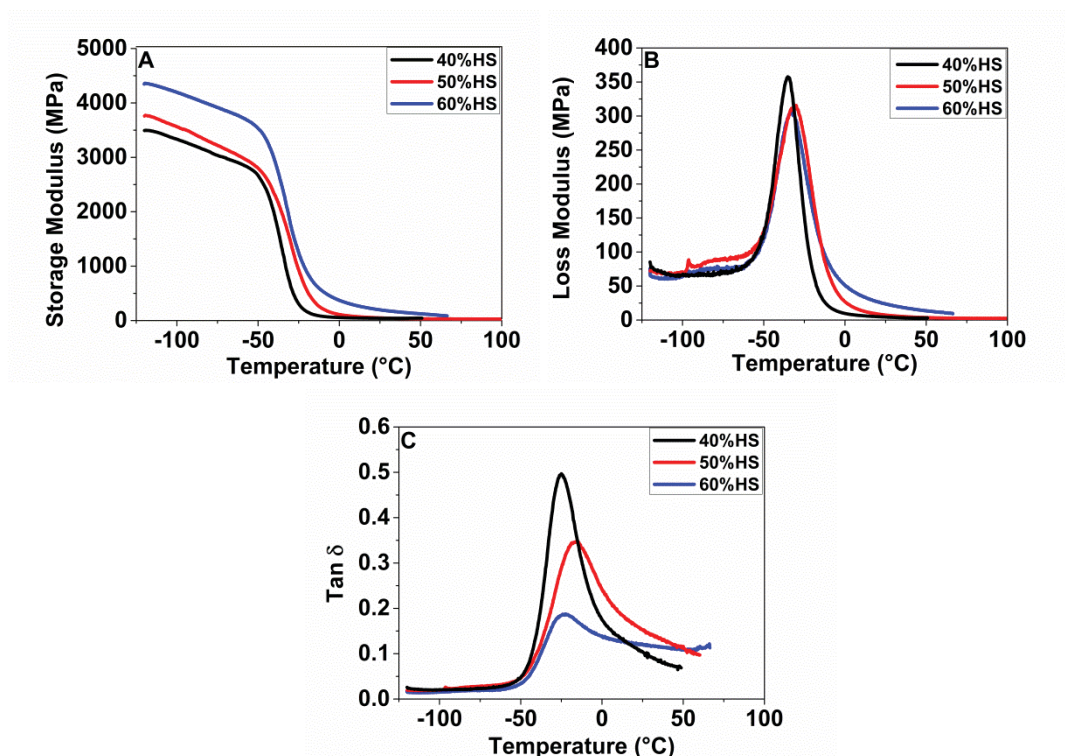 A
5000
4000
3000
2000
1000
0
-100
-50
0
50
100
Storage Modulus (MPa)
Temperature (°C)
40%HS
50%HS
60%HS
B
400
350
300
250
200
150
100
50
0
-100
-50
0
50
100
Loss Modulus (MPa)
Temperature (°C)
40%HS
50%HS
60%HS
C
0.6
0.5
0.4
0.3
0.2
0.1
0.0
-100
-50
0
50
100
Tan δ
Temperature (°C)
40%HS
50%HS
60%HS